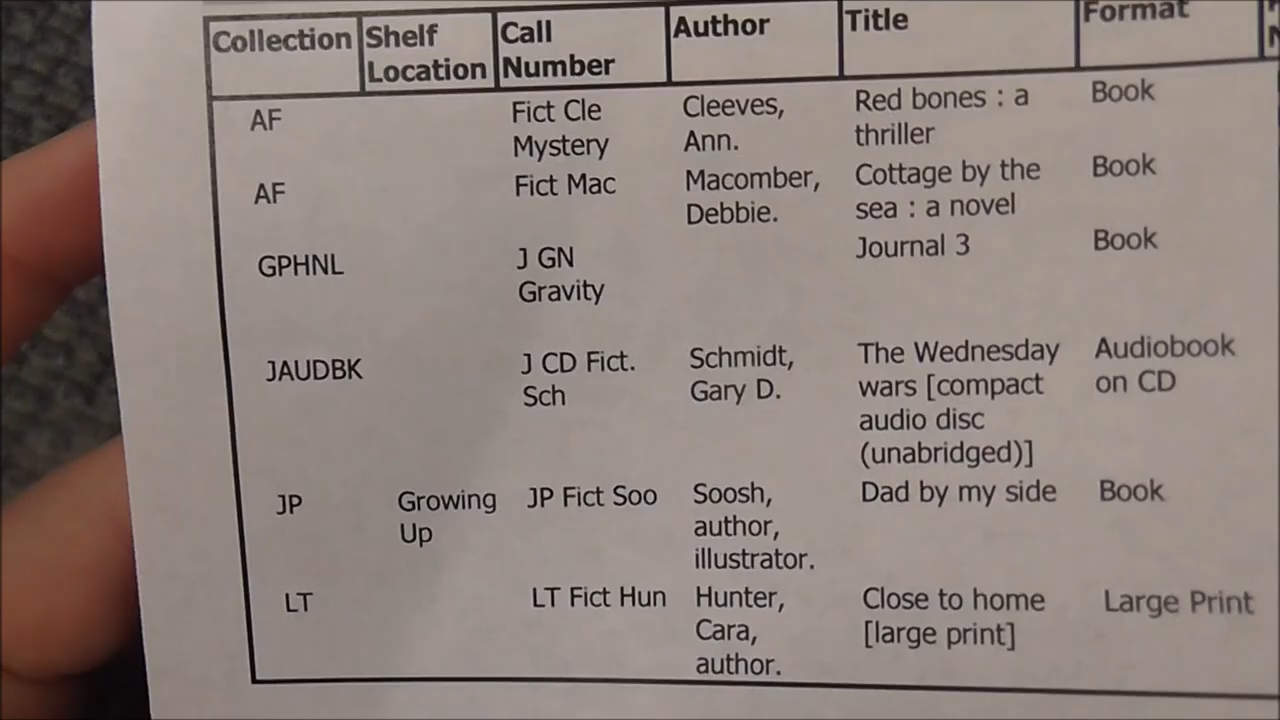 Collection Shelf Location Call Number Author Title Format
AF Fict Cle Mystery Cleeves, Ann. Red bones : a thriller Book
AF Fict Mac Macomber, Debbie. Cottage by the sea : a novel Book
GPHNL J GN Gravity Journal 3 Book
JAUDBK J CD Fict. Sch Schmidt, Gary D. The Wednesday wars [compact audio disc (unabridged)] Audiobook on CD
JP Growing Up JP Fict Soo Soosh, author, illustrator. Dad by my side Book
LT LT Fict Hun Hunter, Cara, author. Close to home [large print] Large Print